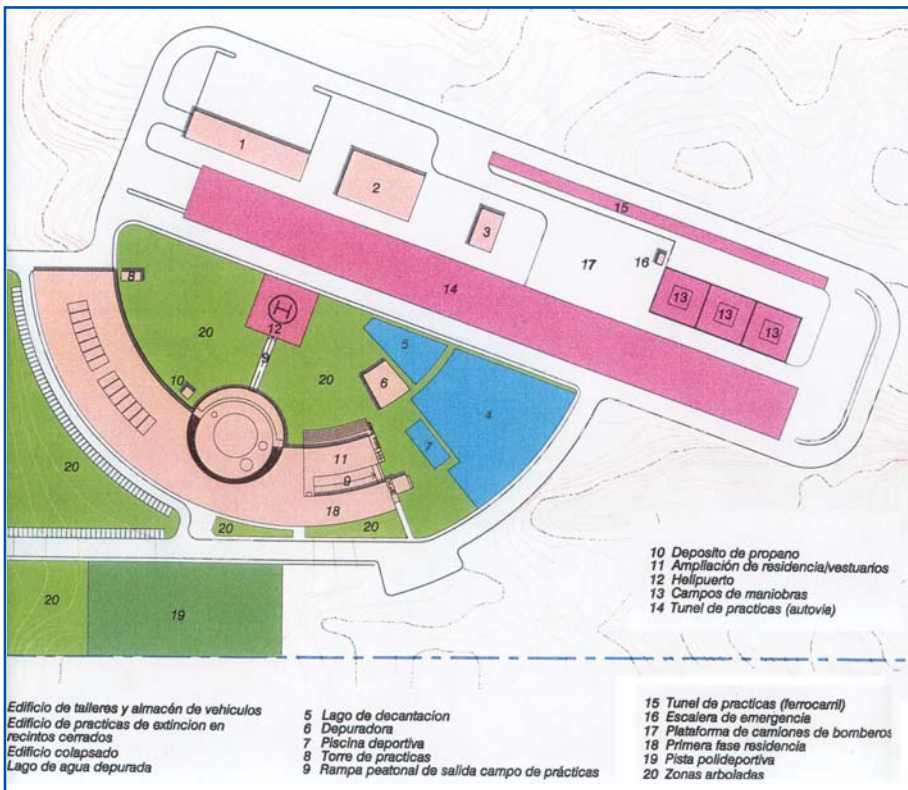 1
2
3
15
16
17
13
13
13
14
8
12
20
5
9
20
6
4
10
7
11
9
20
18
20
20
20
19
10 Deposito de propano
11 Ampliación de residencia/vestuarios
12 Helipuerto
13 Campos de maniobras
14 Tunel de practicas (autovia)
Edificio de talleres y almacén de vehiculos
Edificio de practicas de extincion en
recintos cerrados
Edificio colapsado
Lago de agua depurada
5 Lago de decantacion
6 Depuradora
7 Piscina deportiva
8 Torre de practicas
9 Rampa peatonal de salida campo de prácticas
15 Tunel de practicas (ferrocarril)
16 Escalera de emergencia
17 Plataforma de camiones de bomberos
18 Primera fase residencia
19 Pista polideportiva
20 Zonas arboladas